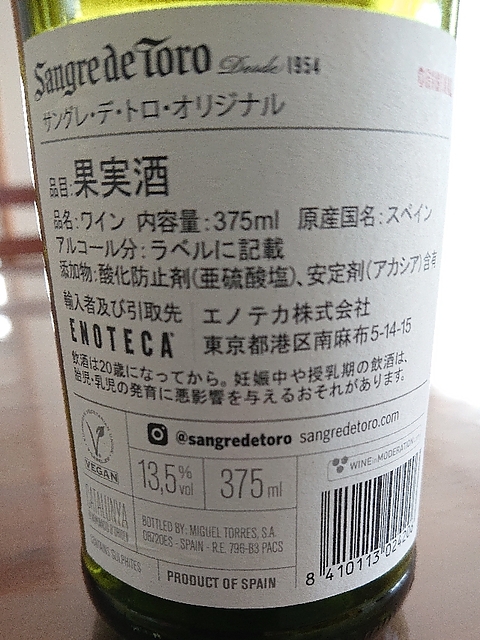 Sangre de Toro Desde 1954
サングレ・デ・トロ・オリジナル
品目:果実酒
品名:ワイン 内容量:375ml 原産国名:スペイン
アルコール分:ラベルに記載
添加物:酸化防止剤(亜硫酸塩)、安定剤(アカシア)含有
輸入者及び引取先 エノテカ株式会社
ENOTECA 東京都港区南麻布5-14-15
飲酒は20歳になってから。妊娠中や授乳期の飲酒は、
胎児・乳児の発育に悪影響を与えるおそれがあります。
@sangredetoro sangredetoro.com
VEGAN
13,5% vol 375 ml
WINE in MODERATION
CATALUNYA
BOTTLED BY: MIGUEL TORRES, S.A.
08720ES - SPAIN - R.E. 796-B3 PACS
CONTAINS SULPHITES
PRODUCT OF SPAIN
8 410113